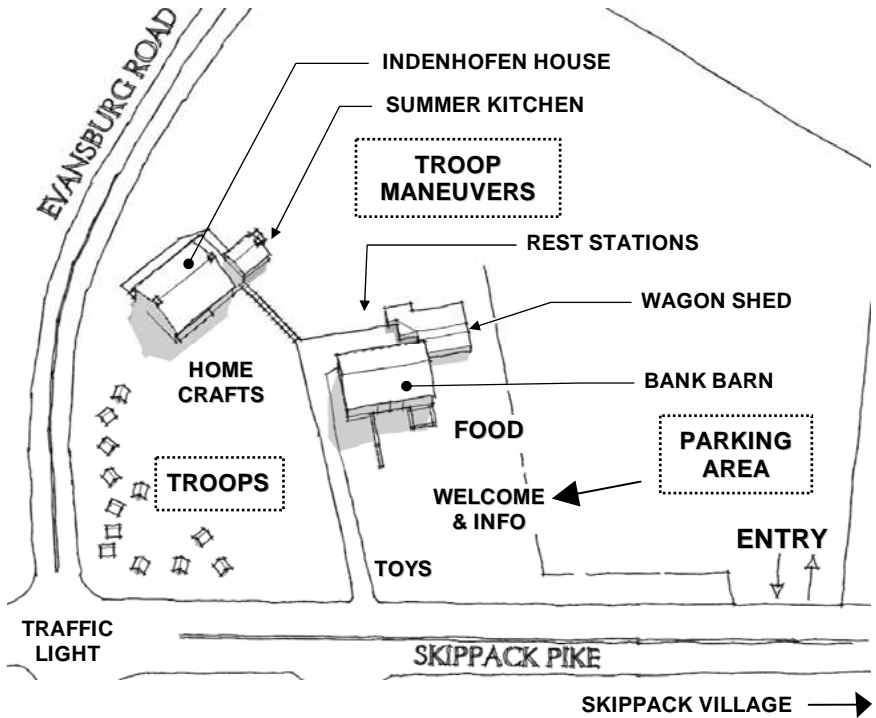 EVANSBURG ROAD
INDENHOFEN HOUSE
SUMMER KITCHEN
TROOP
MANEUVERS
REST STATIONS
WAGON SHED
HOME
CRAFTS
BANK BARN
FOOD
PARKING
AREA
TROOPS
WELCOME
& INFO
ENTRY
TOYS
TRAFFIC
LIGHT
SKIPPACK PIKE
SKIPPACK VILLAGE